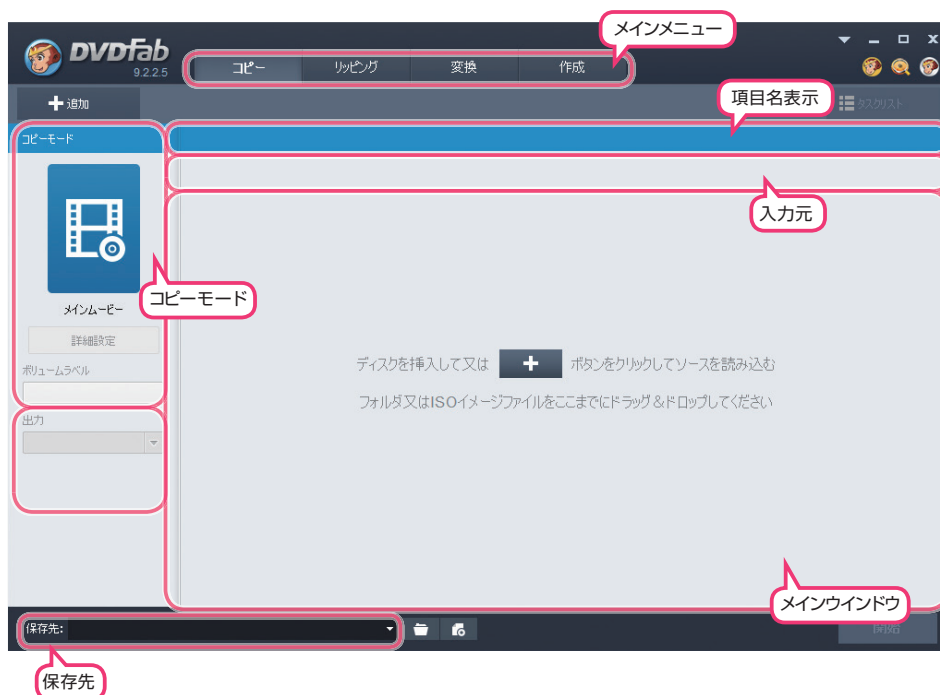 メインメニュー
DVDFab
9.2.2.5
コピー リッピング 変換 作成
追加
項目名表示
タスクリスト
コピーモード
入力元
コピーモード
メインムービー
詳細設定
ボリュームラベル
ディスクを挿入して又は ボタンをクリックしてソースを読み込む
フォルダ又はISOイメージファイルをここまでにドラッグ&ドロップしてください
出力
メインウインドウ
保存先:
開始
保存先